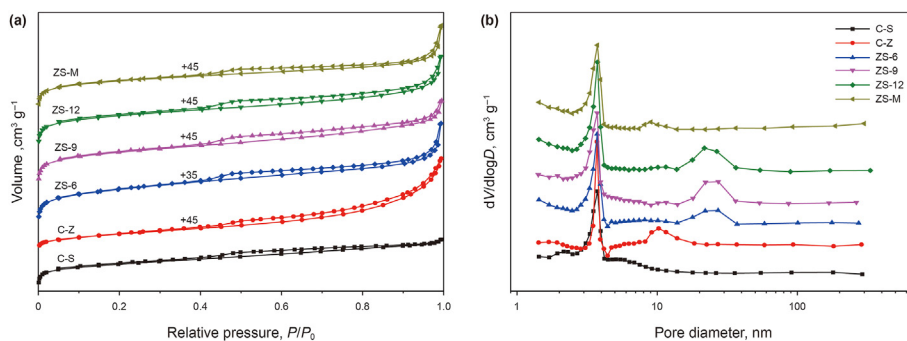 (a)
Volume ,cm³ g⁻¹
ZS-M
+45
ZS-12
+45
ZS-9
+45
ZS-6
+35
C-Z
+45
C-S
0
0.2
0.4
0.6
0.8
1.0
Relative pressure, P/P₀
(b)
dV/dlogD, cm³ g⁻¹
C-S
C-Z
ZS-6
ZS-9
ZS-12
ZS-M
1
10
100
Pore diameter, nm